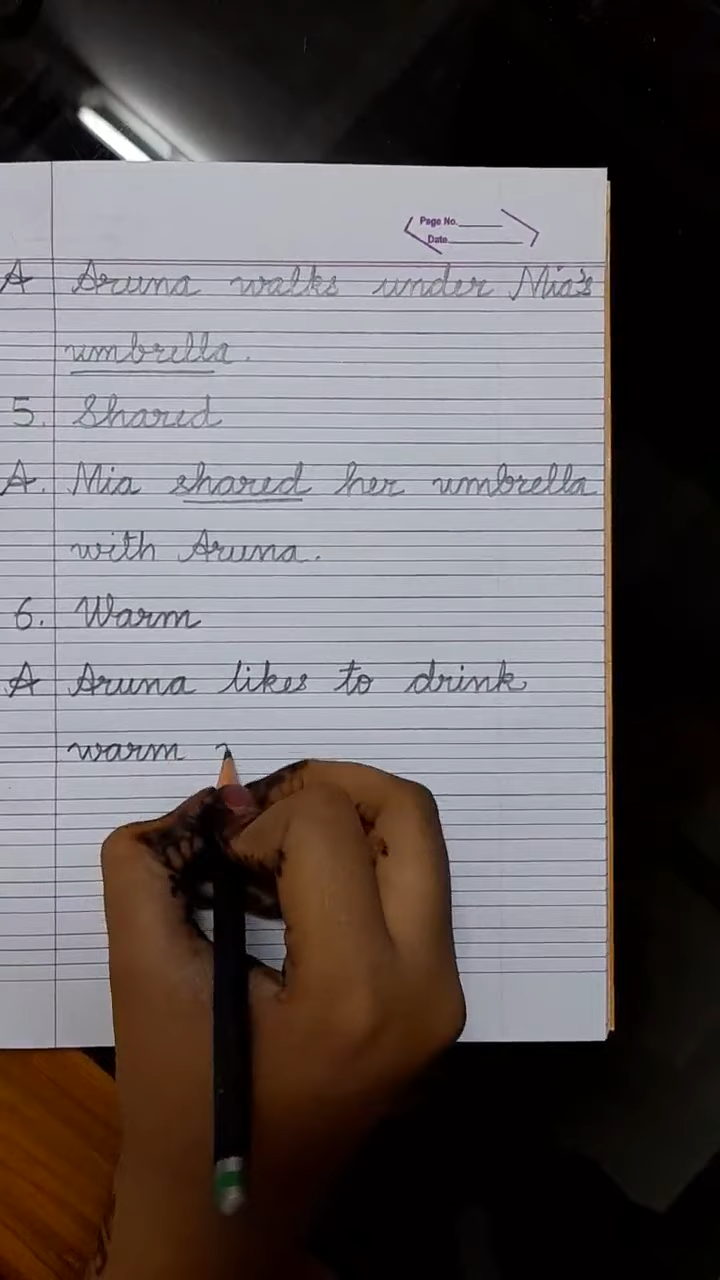 Page No.
Date
A Aruna walks under Mia's
umbrella.
5. Shared
A. Mia shared her umbrella
with Aruna.
6. Warm
A Aruna likes to drink
warm